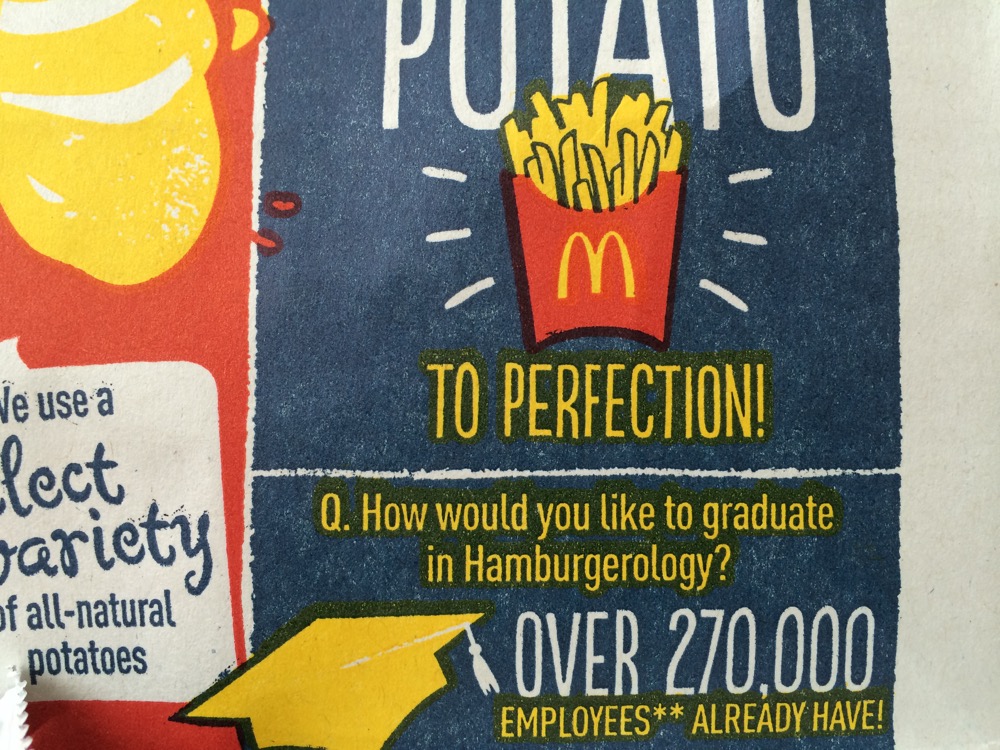 POTATO
TO PERFECTION!
We use a
variety
of all-natural
potatoes
Q. How would you like to graduate
in Hamburgerology?
OVER 270,000
EMPLOYEES** ALREADY HAVE!